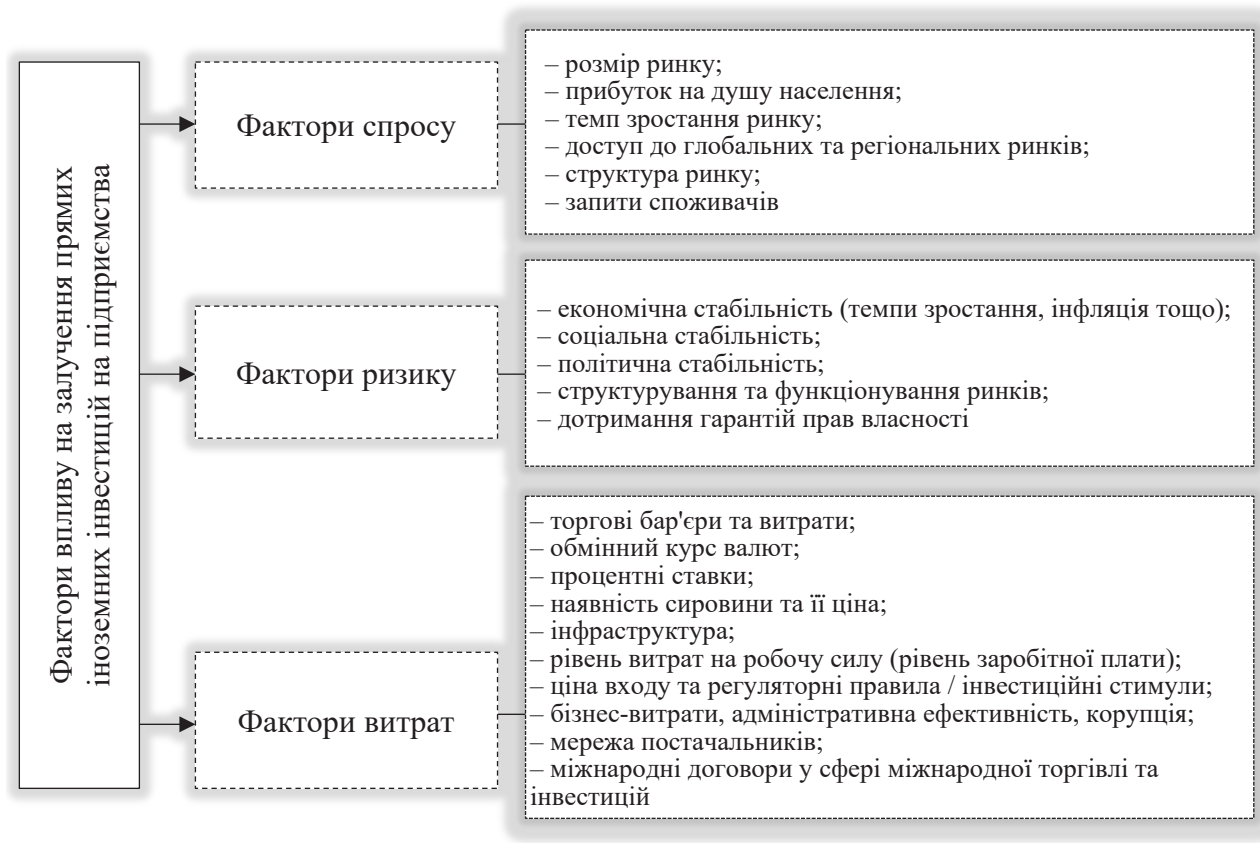 Фактори впливу на залучення прямих
іноземних інвестицій на підприємства
Фактори спросу
– розмір ринку;
– прибуток на душу населення;
– темп зростання ринку;
– доступ до глобальних та регіональних ринків;
– структура ринку;
– запити споживачів
Фактори ризику
– економічна стабільність (темпи зростання, інфляція тощо);
– соціальна стабільність;
– політична стабільність;
– структурування та функціонування ринків;
– дотримання гарантій прав власності
Фактори витрат
– торгові бар'єри та витрати;
– обмінний курс валют;
– процентні ставки;
– наявність сировини та її ціна;
– інфраструктура;
– рівень витрат на робочу силу (рівень заробітної плати);
– ціна входу та регуляторні правила / інвестиційні стимули;
– бізнес-витрати, адміністративна ефективність, корупція;
– мережа постачальників;
– міжнародні договори у сфері міжнародної торгівлі та
інвестицій